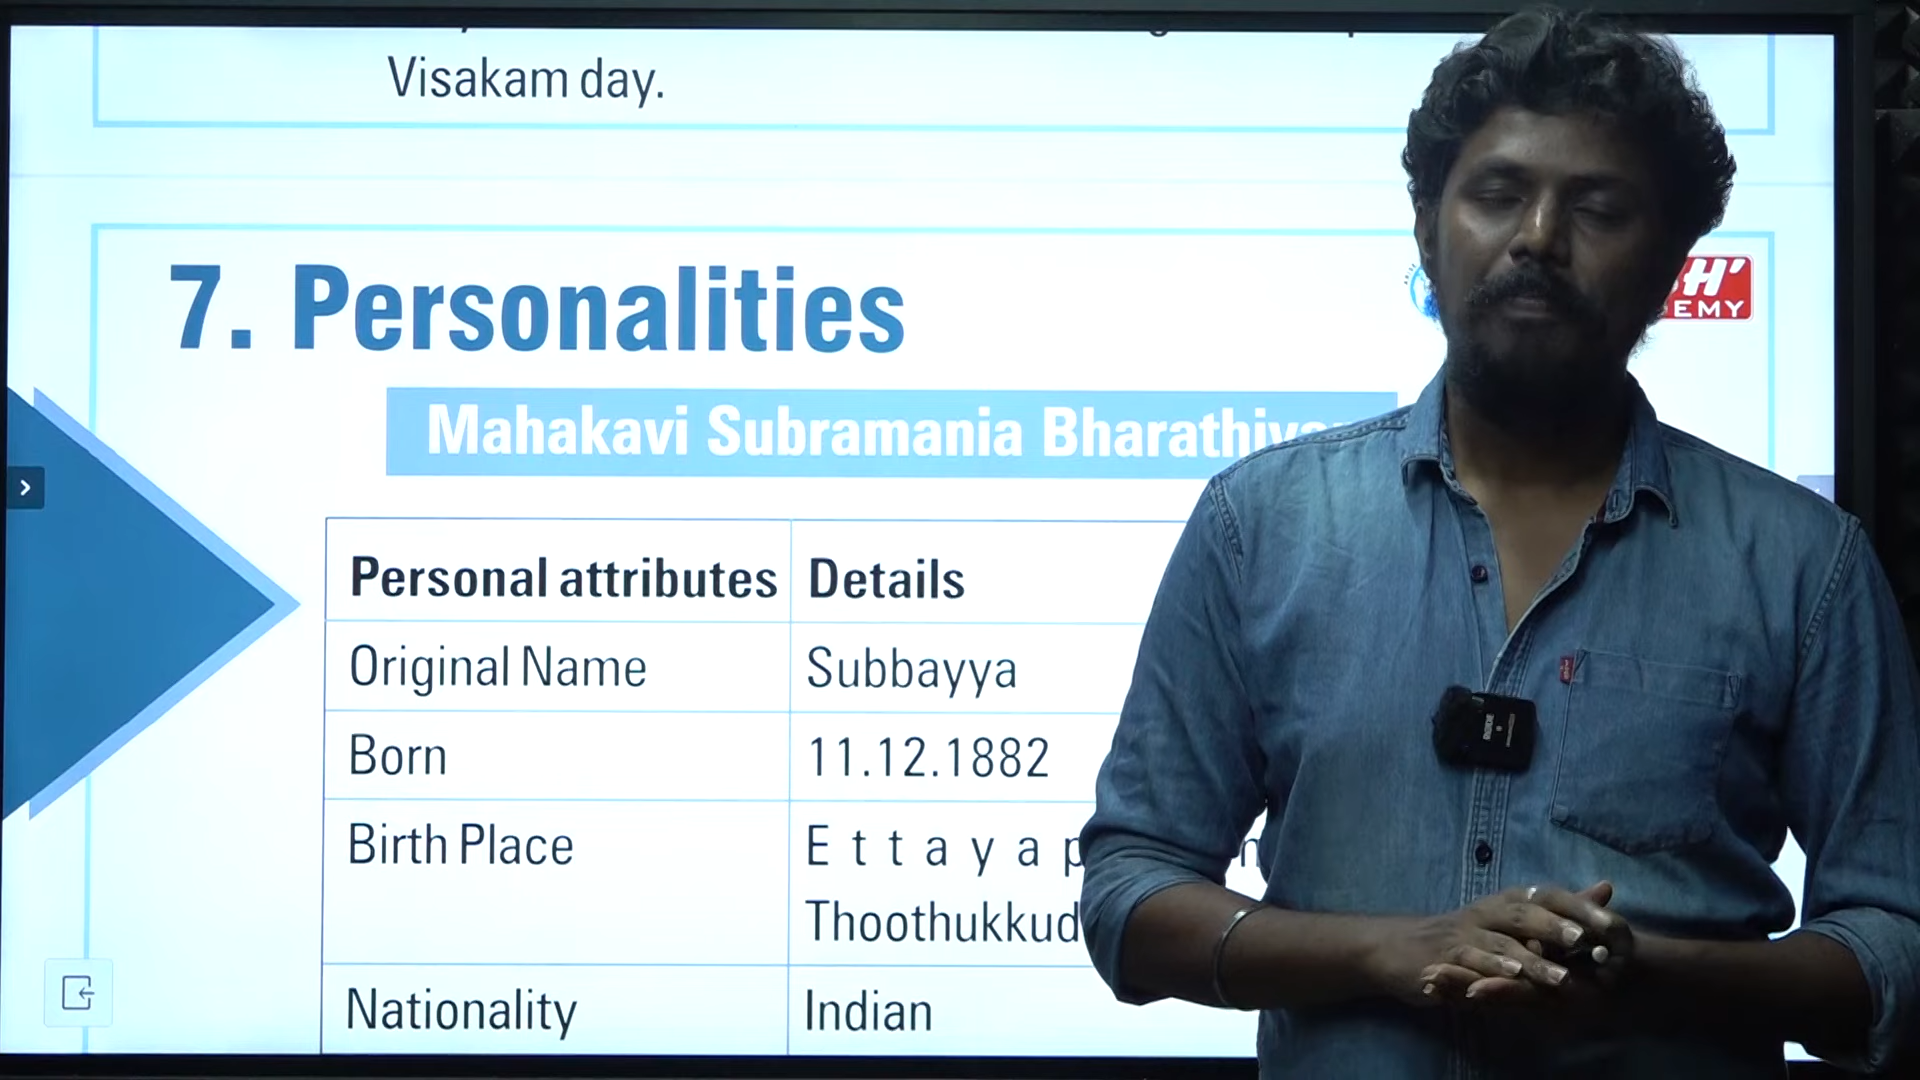 Visakam day.
7. Personalities
H'
EMY
Mahakavi Subramania
Personal attributes Details
Original Name Subbayya
Born 11.12.1882
Birth Place E t t a y a p
Thoothukkud
Nationality Indian